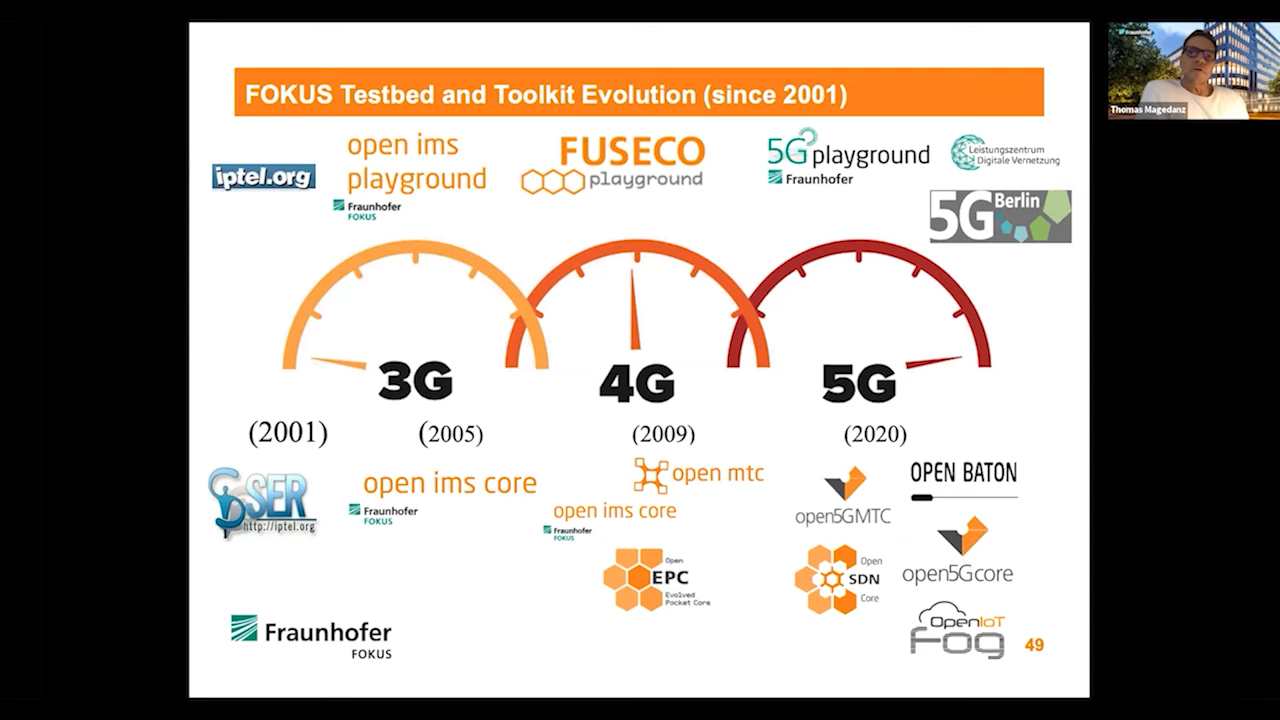 FOKUS Testbed and Toolkit Evolution (since 2001)
iptel.org
open ims
playground
Fraunhofer
FOKUS
FUSECO
playground
5G playground
Fraunhofer
Leistungszentrum
Digitale Vernetzung
5G Berlin
Fraunhofer
Thomas Magedanz
3G
4G
5G
(2001)
(2005)
(2009)
(2020)
SER
http://iptel.org
open ims core
Fraunhofer
FOKUS
open mtc
open ims core
Fraunhofer
FOKUS
Open
EPC
Evolved
Packet Core
open5GMTC
OPEN BATON
Open
SDN
Core
open5Gcore
OpenIoT
Fog
Fraunhofer
FOKUS
49